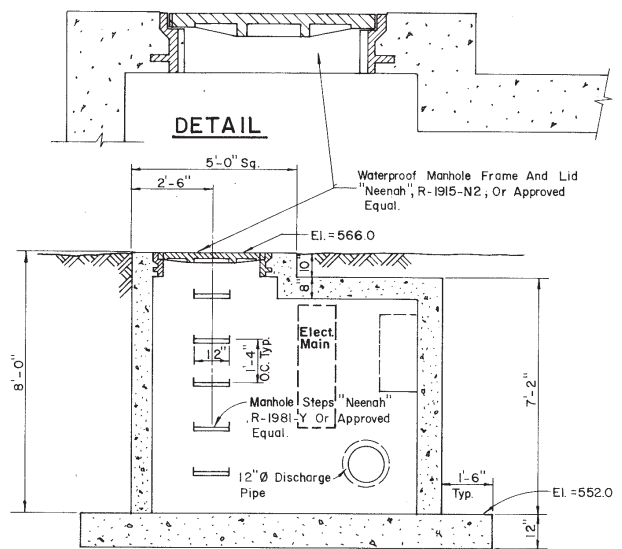 DETAIL
5'-0" Sq.
2'-6"
Waterproof Manhole Frame And Lid
"Neenah", R-1915-N2; Or Approved
Equal.
El. = 566.0
10"
8"
8'-0"
Elect.
Main
12"
1'-4"
O.C. Typ.
7'-2"
Manhole Steps "Neenah"
R-1981-Y Or Approved
Equal.
12" Ø Discharge
Pipe
1'-6"
Typ.
El. = 552.0
12"